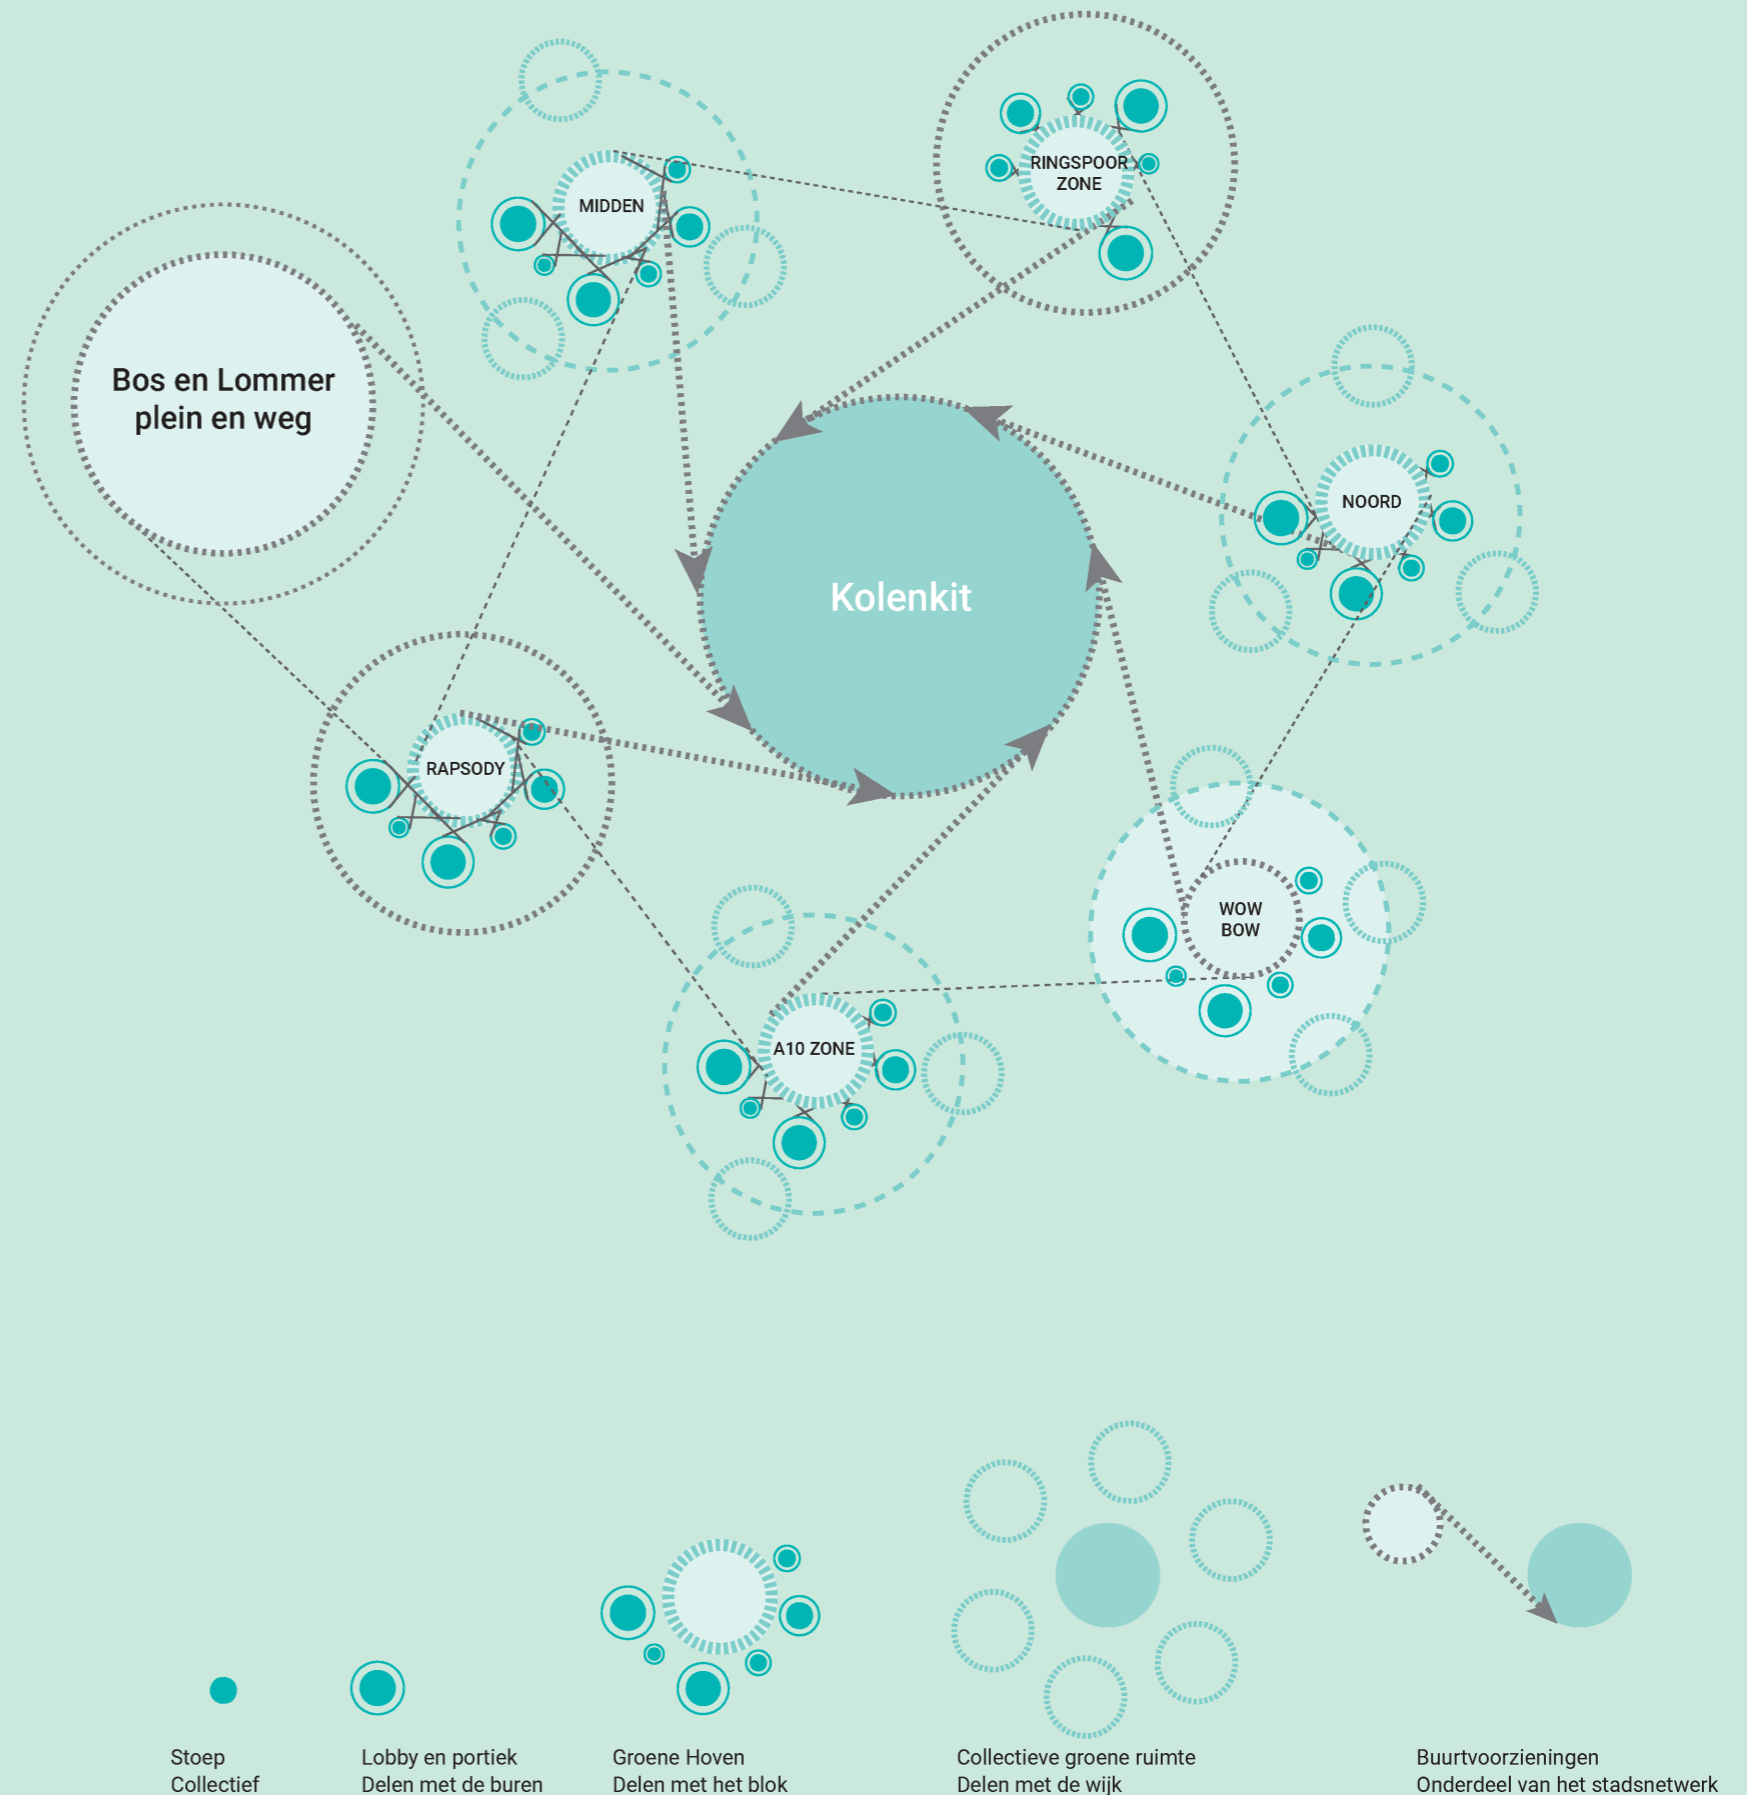 RINGSPOOR
ZONE
MIDDEN
Bos en Lommer
plein en weg
NOORD
Kolenkit
RAPSODY
WOW
BOW
A10 ZONE
Stoep
Collectief
Lobby en portiek
Delen met de buren
Groene Hoven
Delen met het blok
Collectieve groene ruimte
Delen met de wijk
Buurtvoorzieningen
Onderdeel van het stadsnetwerk